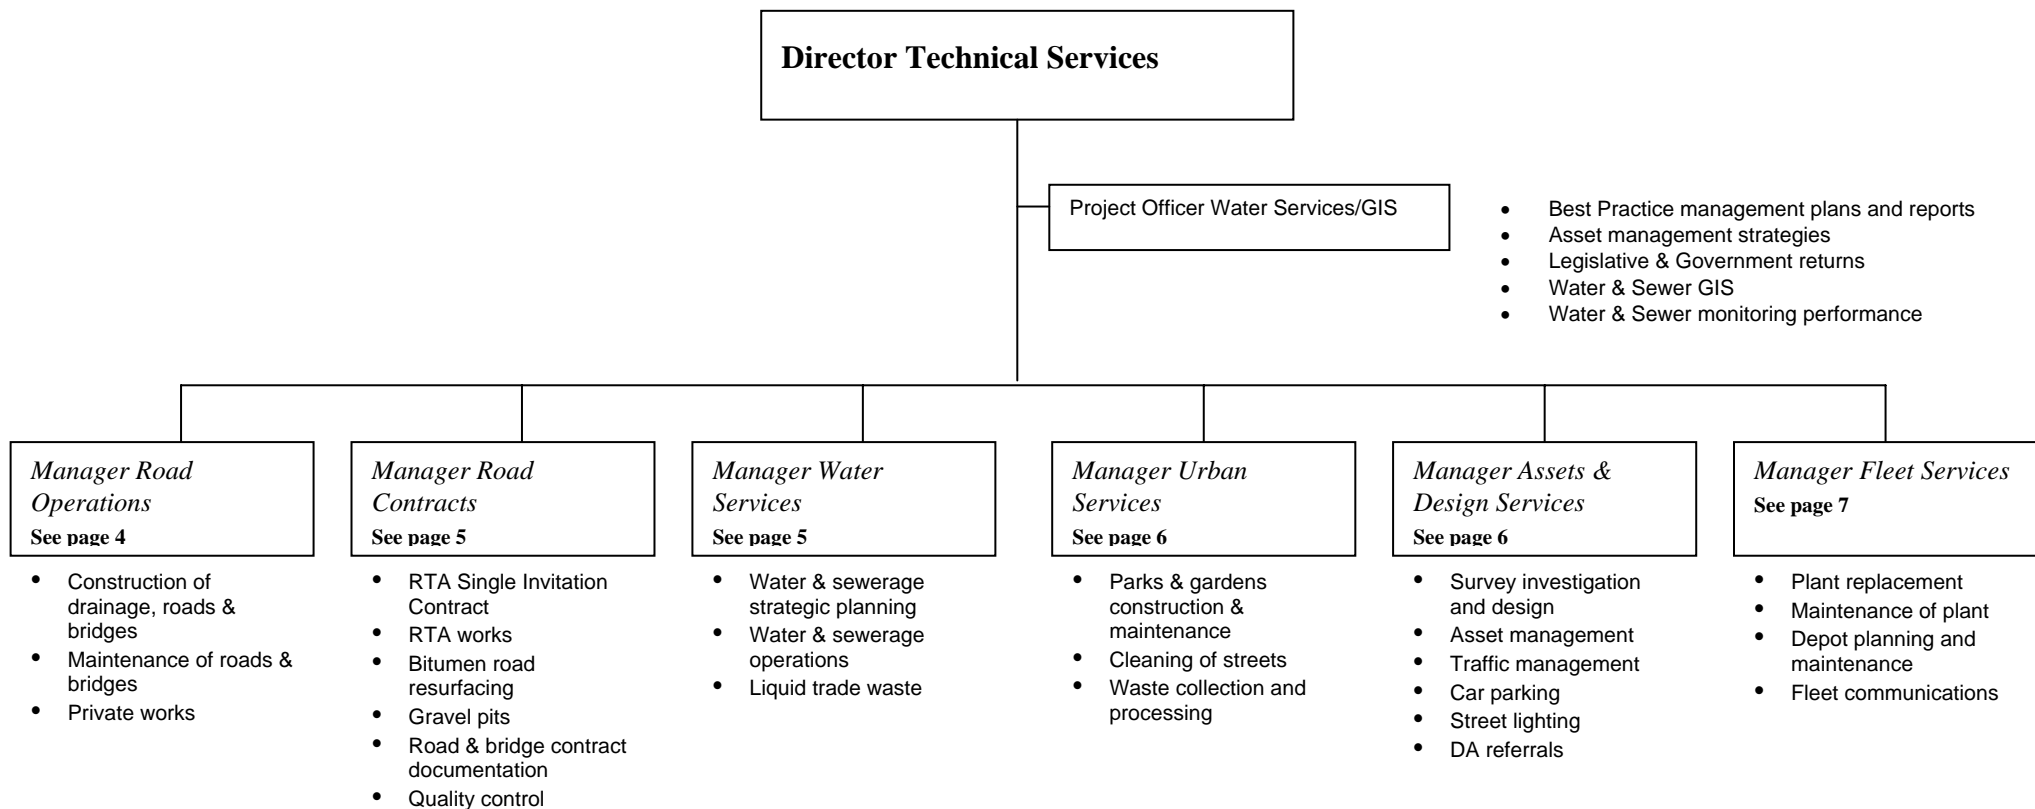 Director Technical Services
Project Officer Water Services/GIS
• Best Practice management plans and reports
• Asset management strategies
• Legislative & Government returns
• Water & Sewer GIS
• Water & Sewer monitoring performance
Manager Road
Operations
See page 4
• Construction of
drainage, roads &
bridges
• Maintenance of roads &
bridges
• Private works
Manager Road
Contracts
See page 5
• RTA Single Invitation
Contract
• RTA works
• Bitumen road
resurfacing
• Gravel pits
• Road & bridge contract
documentation
• Quality control
Manager Water
Services
See page 5
• Water & sewerage
strategic planning
• Water & sewerage
operations
• Liquid trade waste
Manager Urban
Services
See page 6
• Parks & gardens
construction &
maintenance
• Cleaning of streets
• Waste collection and
processing
Manager Assets &
Design Services
See page 6
• Survey investigation
and design
• Asset management
• Traffic management
• Car parking
• Street lighting
• DA referrals
Manager Fleet Services
See page 7
• Plant replacement
• Maintenance of plant
• Depot planning and
maintenance
• Fleet communications